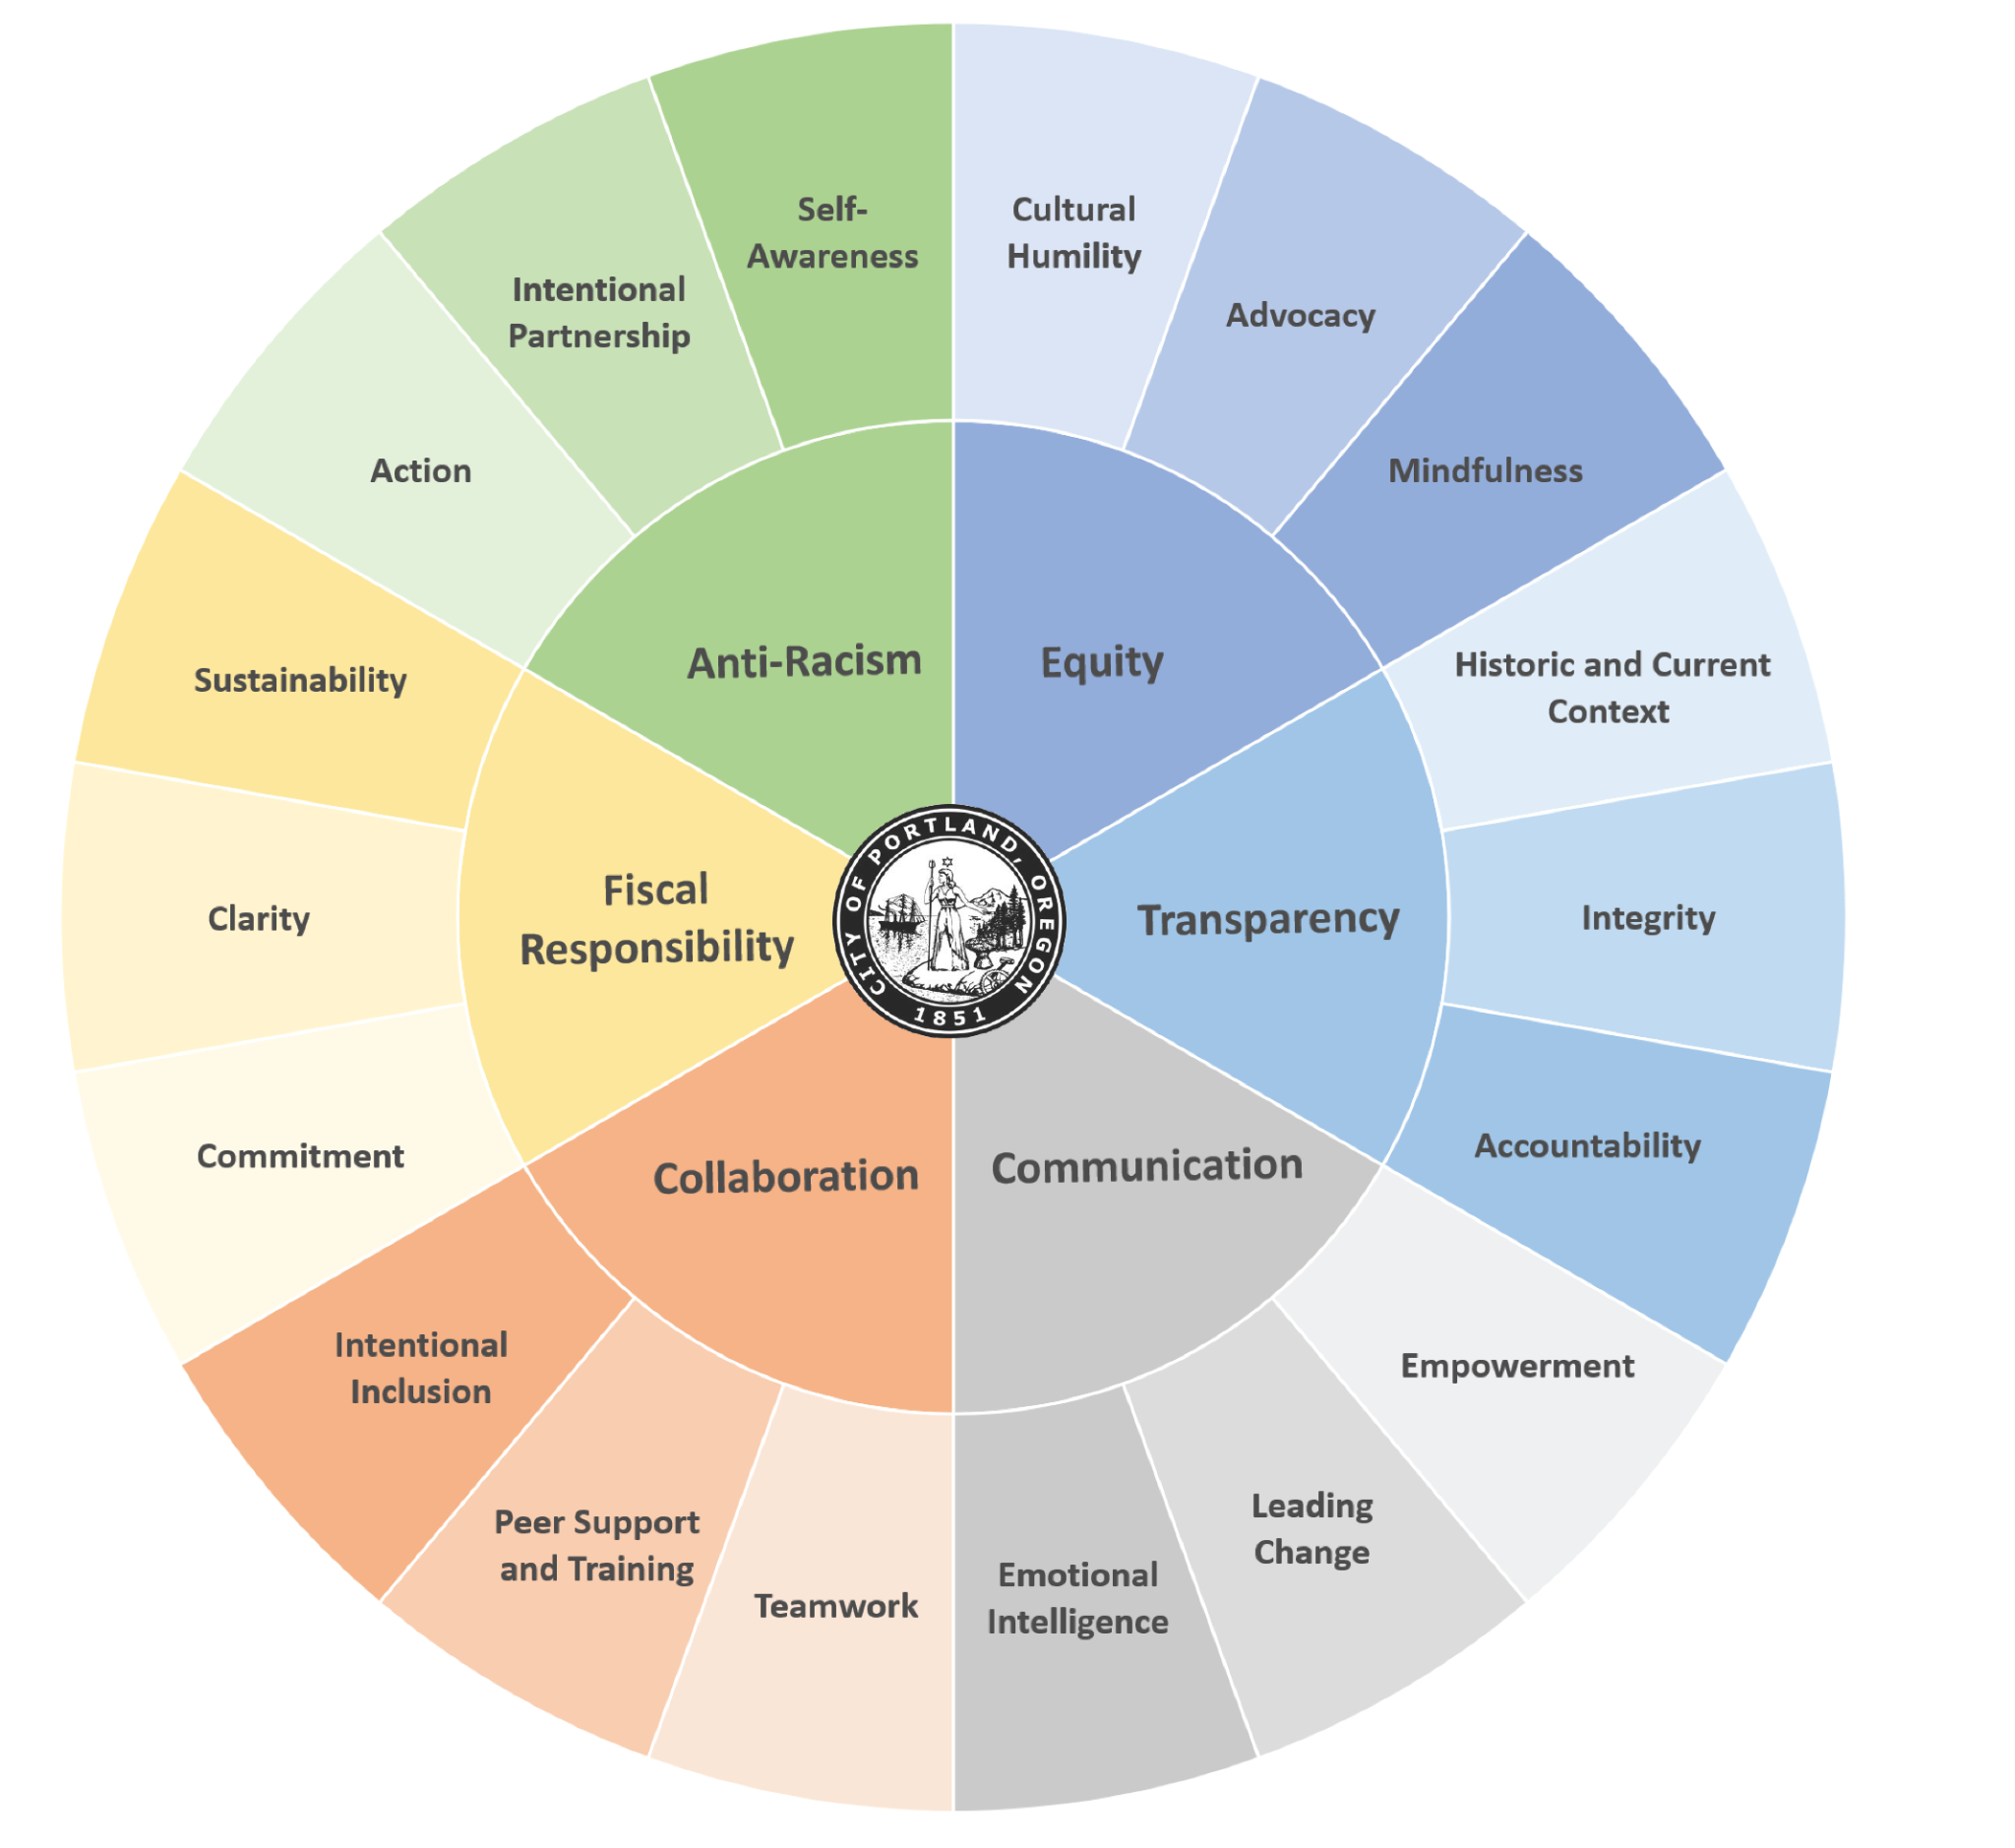 Self-
Awareness
Cultural
Humility
Intentional
Partnership
Advocacy
Action
Mindfulness
Anti-Racism
Equity
Sustainability
Historic and Current
Context
Clarity
Fiscal
Responsibility
CITY OF PORTLAND, OREGON
1851
Transparency
Integrity
Commitment
Collaboration
Communication
Accountability
Intentional
Inclusion
Empowerment
Peer Support
and Training
Leading
Change
Teamwork
Emotional
Intelligence